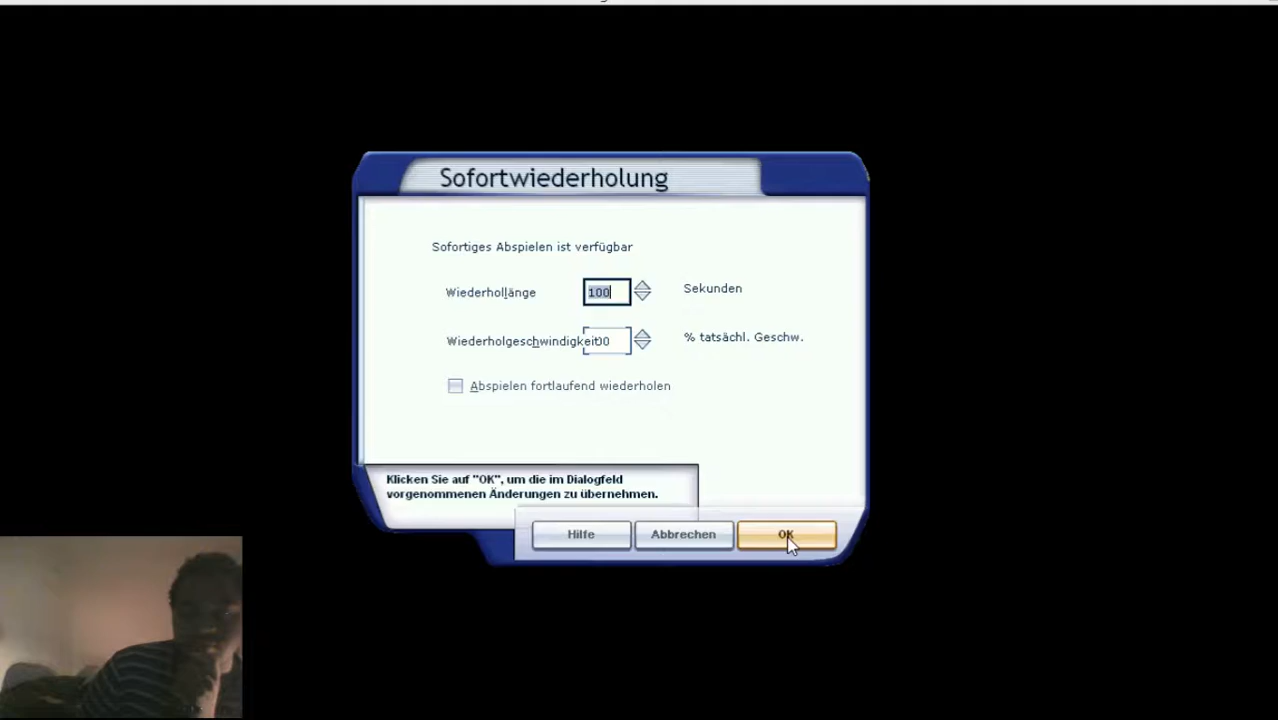 Sofortwiederholung
Sofortiges Abspielen ist verfügbar
Wiederhollänge 100 Sekunden
Wiederholgeschwindigkeit 00 % tatsächl. Geschw.
Abspielen fortlaufend wiederholen
Klicken Sie auf "OK", um die im Dialogfeld
vorgenommenen Änderungen zu übernehmen.
Hilfe Abbrechen OK